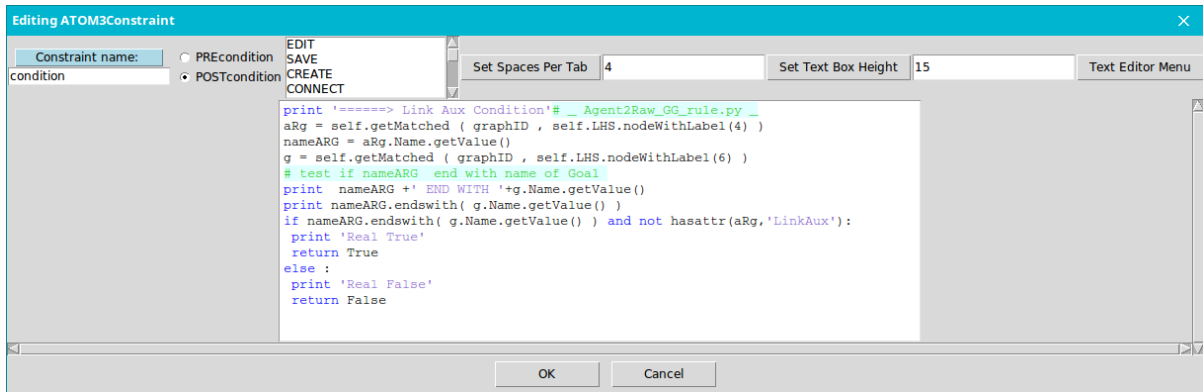 Editing ATOM3Constraint
Constraint name:
condition
PREcondition
POSTcondition
EDIT
SAVE
CREATE
CONNECT
Set Spaces Per Tab
4
Set Text Box Height
15
Text Editor Menu
print '======> Link Aux Condition'# _ Agent2Raw_GG_rule.py _
aRg = self.getMatched ( graphID , self.LHS.nodeWithLabel(4) )
nameARG = aRg.Name.getValue()
g = self.getMatched ( graphID , self.LHS.nodeWithLabel(6) )
# test if nameARG  end with name of Goal
print  nameARG +' END WITH '+g.Name.getValue()
print nameARG.endswith( g.Name.getValue() )
if nameARG.endswith( g.Name.getValue() ) and not hasattr(aRg,'LinkAux'):
 print 'Real True'
 return True
else :
 print 'Real False'
 return False
OK
Cancel